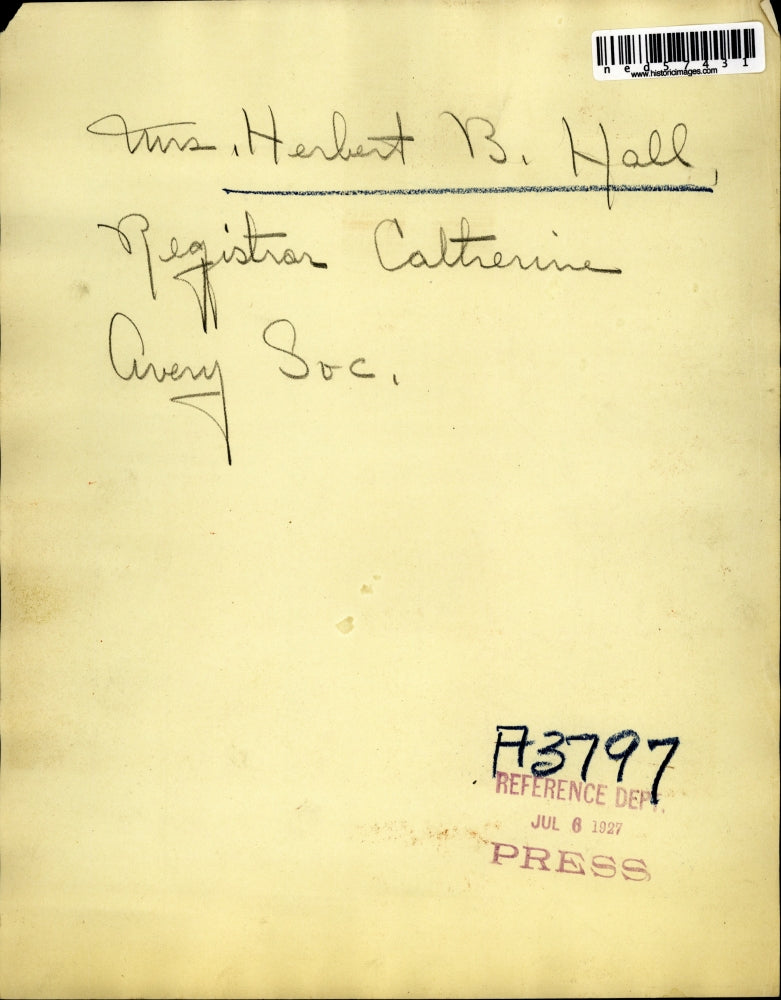 ned57431
www.historicimages.com
Mrs. Herbert B. Hall,
Registrar Catherine
Avery Soc.
A3797
REFERENCE DEPT.
JUL 6 1927
PRESS